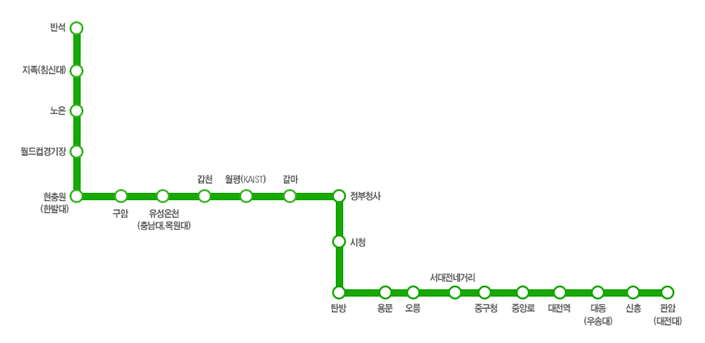 반석
지족(침신대)
노은
월드컵경기장
현충원
(한밭대)
구암
유성온천
(충남대,목원대)
갑천
월평(KAIST)
갈마
정부청사
시청
탄방
용문
오룡
서대전네거리
중구청
중앙로
대전역
대동
(우송대)
신흥
판암
(대전대)